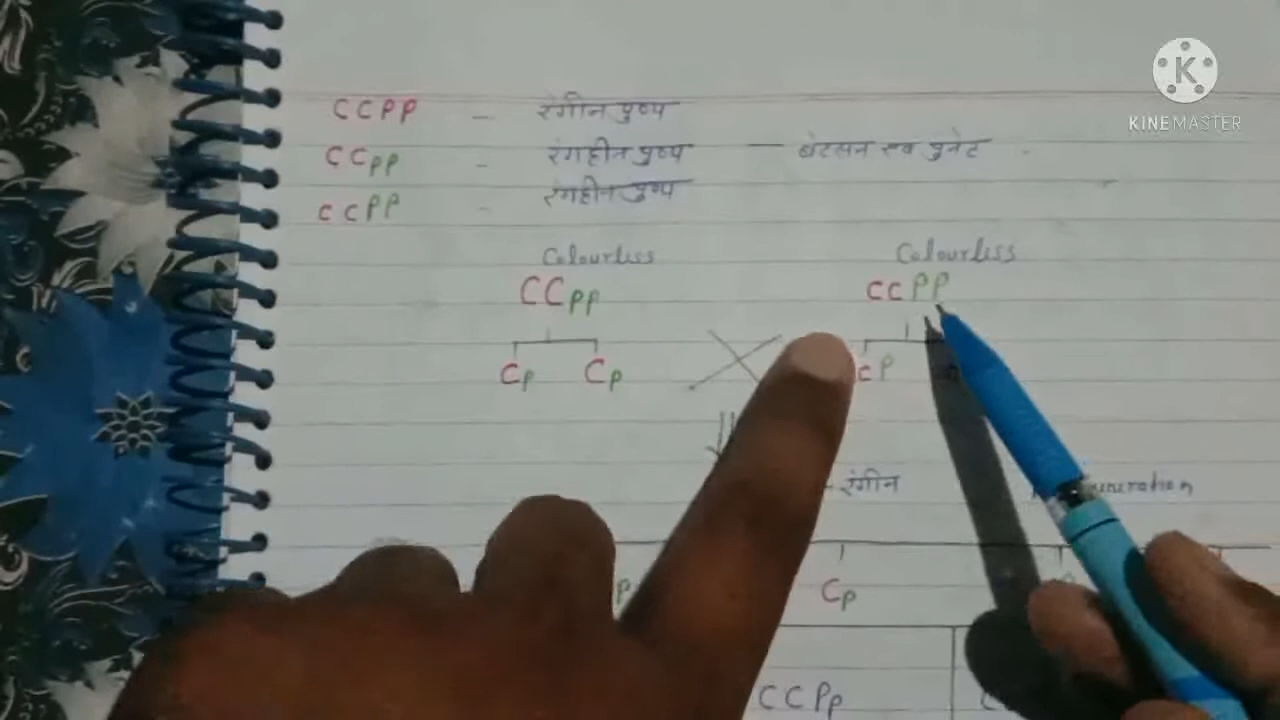 CCPP - रंगीन पुष्प
KINEMASTER
CCpp - रंगहीन पुष्प - बेटसन एव पुनेट
ccPP - रंगहीन पुष्प
Colourless Colourless
CCpp ccPP
Cp Cp cP
- रंगीन
p Cp
CCPp